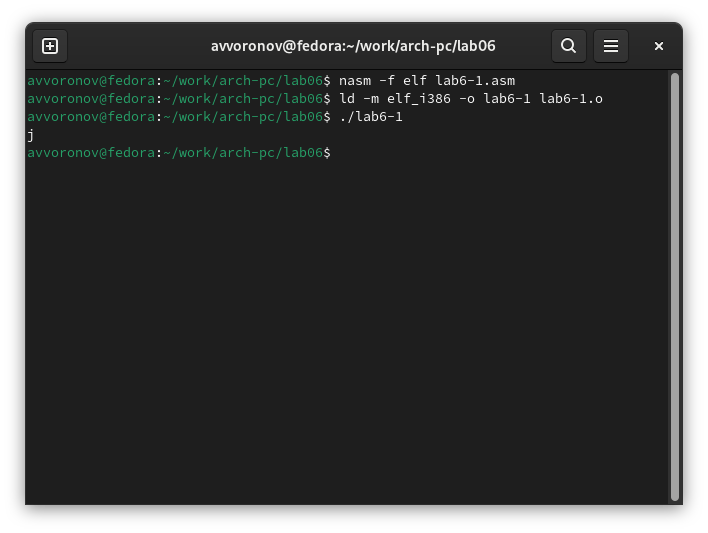 avvoronov@fedora:~/work/arch-pc/lab06
avvoronov@fedora:~/work/arch-pc/lab06$ nasm -f elf lab6-1.asm
avvoronov@fedora:~/work/arch-pc/lab06$ ld -m elf_i386 -o lab6-1 lab6-1.o
avvoronov@fedora:~/work/arch-pc/lab06$ ./lab6-1
j
avvoronov@fedora:~/work/arch-pc/lab06$